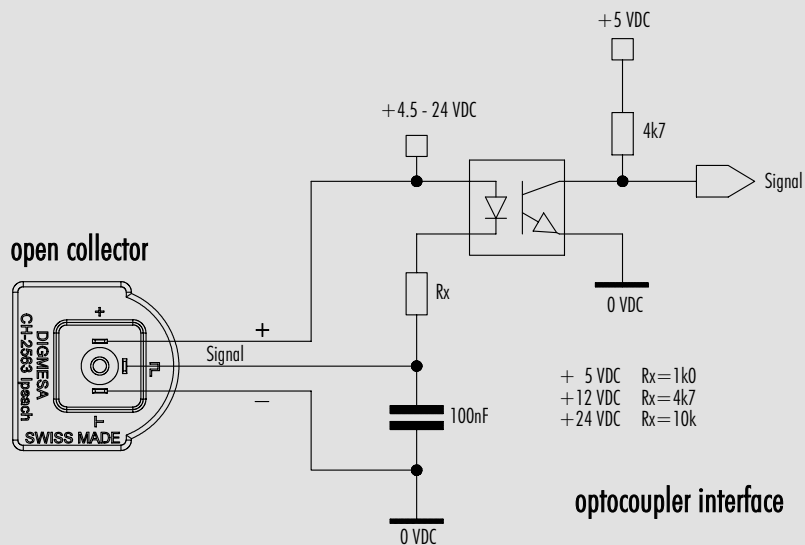 +5 VDC
+4.5 - 24 VDC
4k7
Signal
open collector
0 VDC
Rx
+
Signal
–
+
DIGMESA
CH-2563 Ipsach
SWISS MADE
100nF
+ 5 VDC Rx=1k0
+12 VDC Rx=4k7
+24 VDC Rx=10k
optocoupler interface
0 VDC